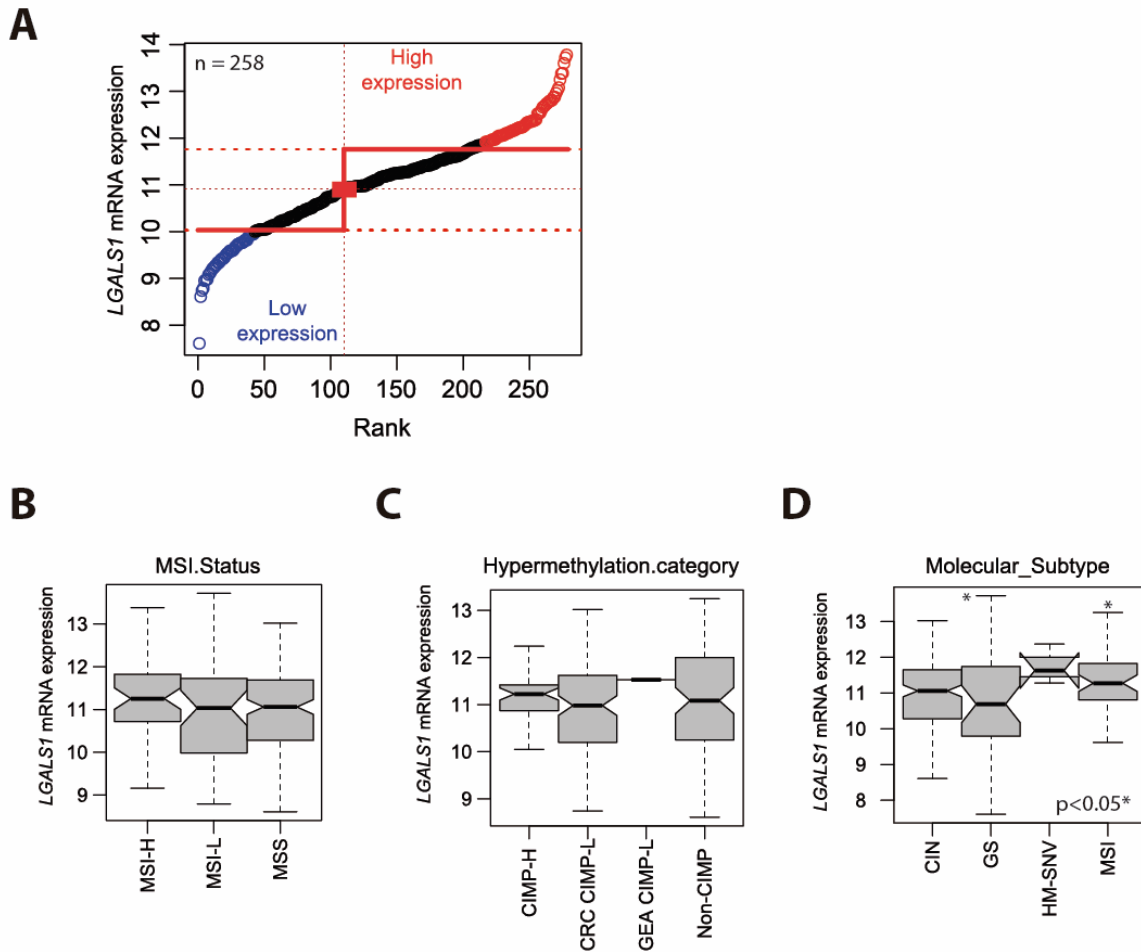 A
LGALS1 mRNA expression
14
13
12
11
10
9
8
n = 258
High
expression
Low
expression
0
50
100
150
200
250
Rank
B
MSI.Status
LGALS1 mRNA expression
13
12
11
10
9
MSI-H
MSI-L
MSS
C
Hypermethylation.category
LGALS1 mRNA expression
13
12
11
10
9
CIMP-H
CRC CIMP-L
GEA CIMP-L
Non-CIMP
D
Molecular_Subtype
LGALS1 mRNA expression
13
12
11
10
9
8
*
*
p<0.05*
CIN
GS
HM-SNV
MSI